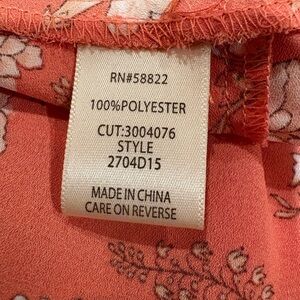 RN#58822
100%POLYESTER
CUT:3004076
STYLE
2704D15
MADE IN CHINA
CARE ON REVERSE